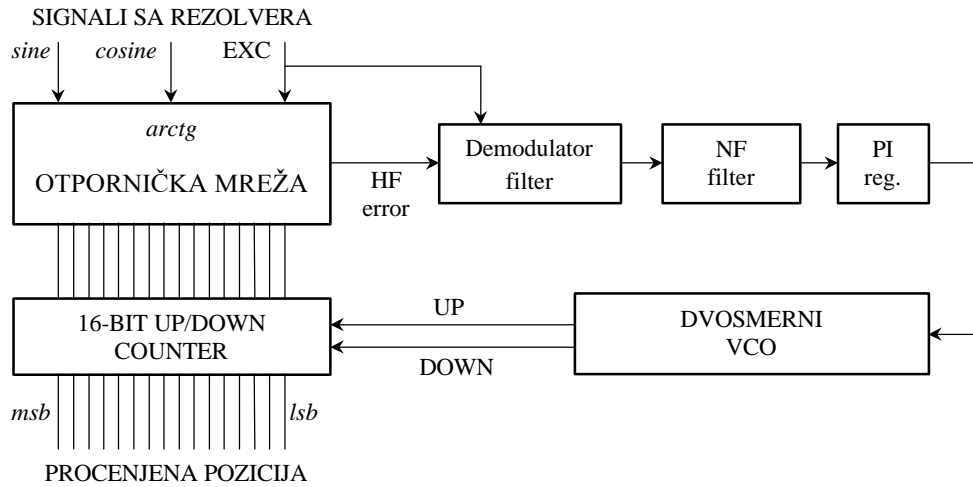 SIGNALI SA REZOLVERA
sine cosine EXC
arctg
OTPORNIČKA MREŽA
HF
error
Demodulator
filter
NF
filter
PI
reg.
16-BIT UP/DOWN
COUNTER
UP
DOWN
DVOSMERNI
VCO
msb lsb
PROCENJENA POZICIJA